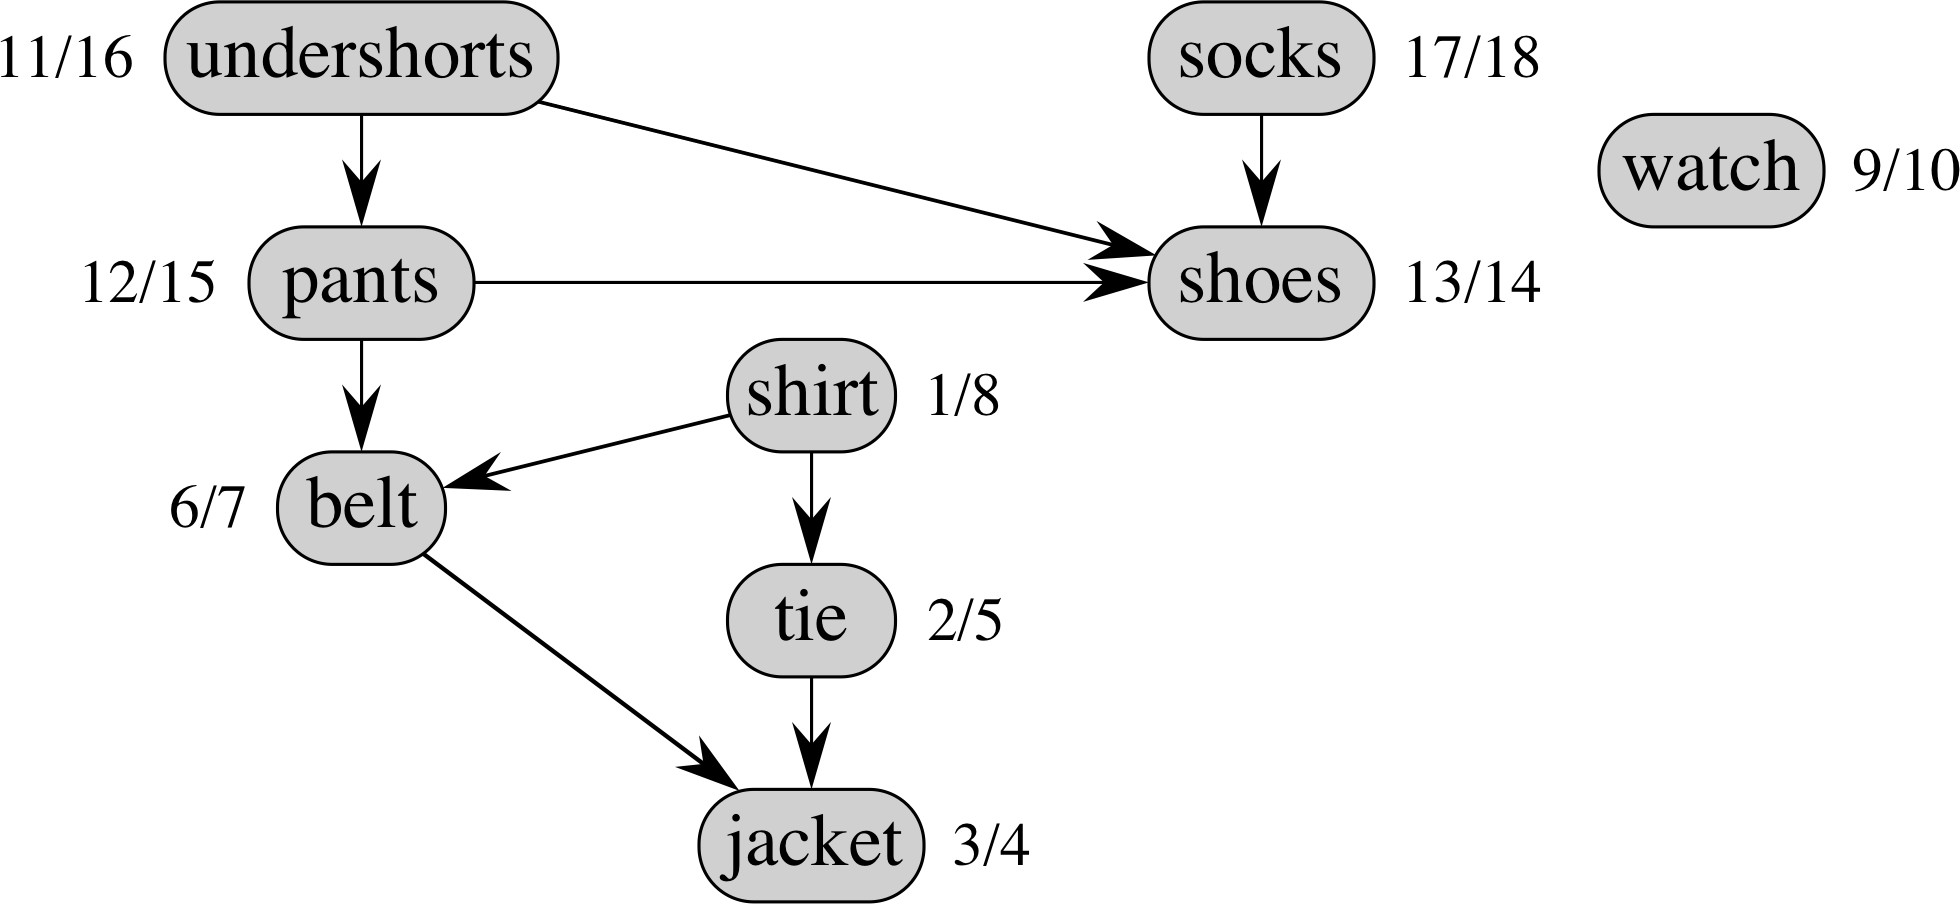 11/16 undershorts socks 17/18
watch 9/10
12/15 pants shoes 13/14
shirt 1/8
6/7 belt
tie 2/5
jacket 3/4